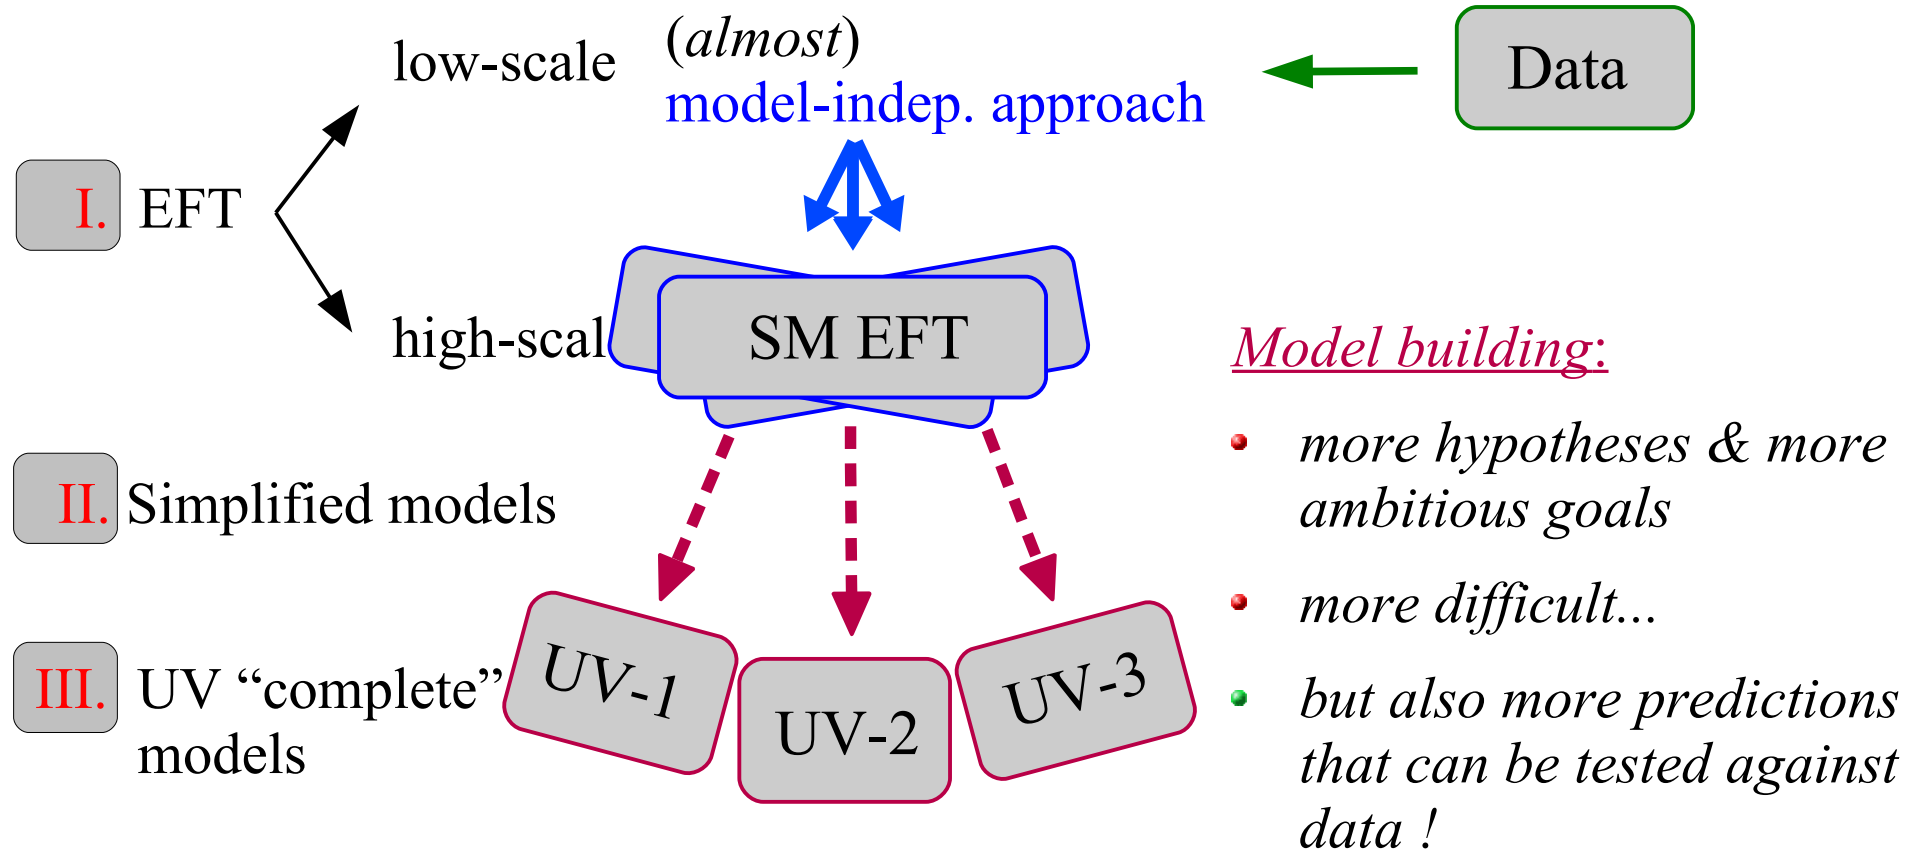 low-scale
(almost)
model-indep. approach
Data
I. EFT
high-scal
SM EFT
Model building:
more hypotheses & more
ambitious goals
II. Simplified models
more difficult...
III. UV “complete”
models
UV-1
UV-2
UV-3
but also more predictions
that can be tested against
data !